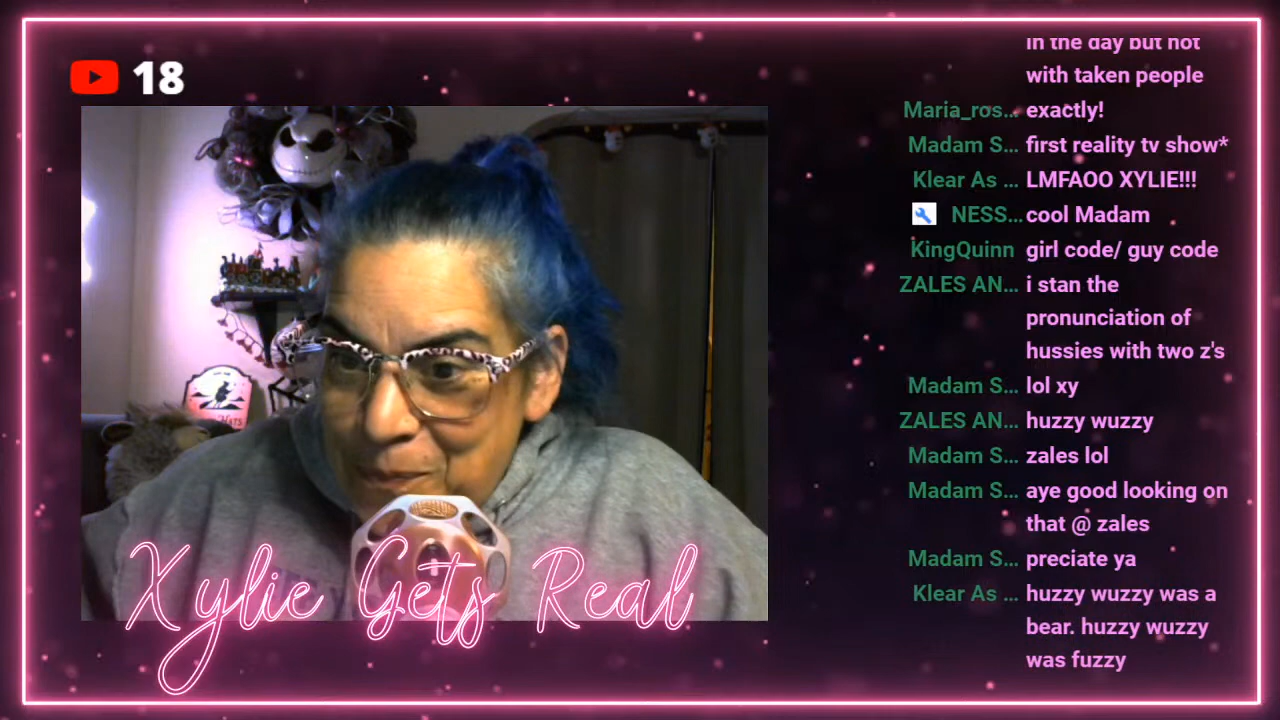 18
Xylie Gets Real
in the day but not
with taken people
Maria_ros... exactly!
Madam S... first reality tv show*
Klear As ... LMFAOO XYLIE!!!
NESS... cool Madam
KingQuinn girl code/ guy code
ZALES AN... i stan the
pronunciation of
hussies with two z's
Madam S... lol xy
ZALES AN... huzzy wuzzy
Madam S... zales lol
Madam S... aye good looking on
that @ zales
Madam S... preciate ya
Klear As ... huzzy wuzzy was a
bear. huzzy wuzzy
was fuzzy